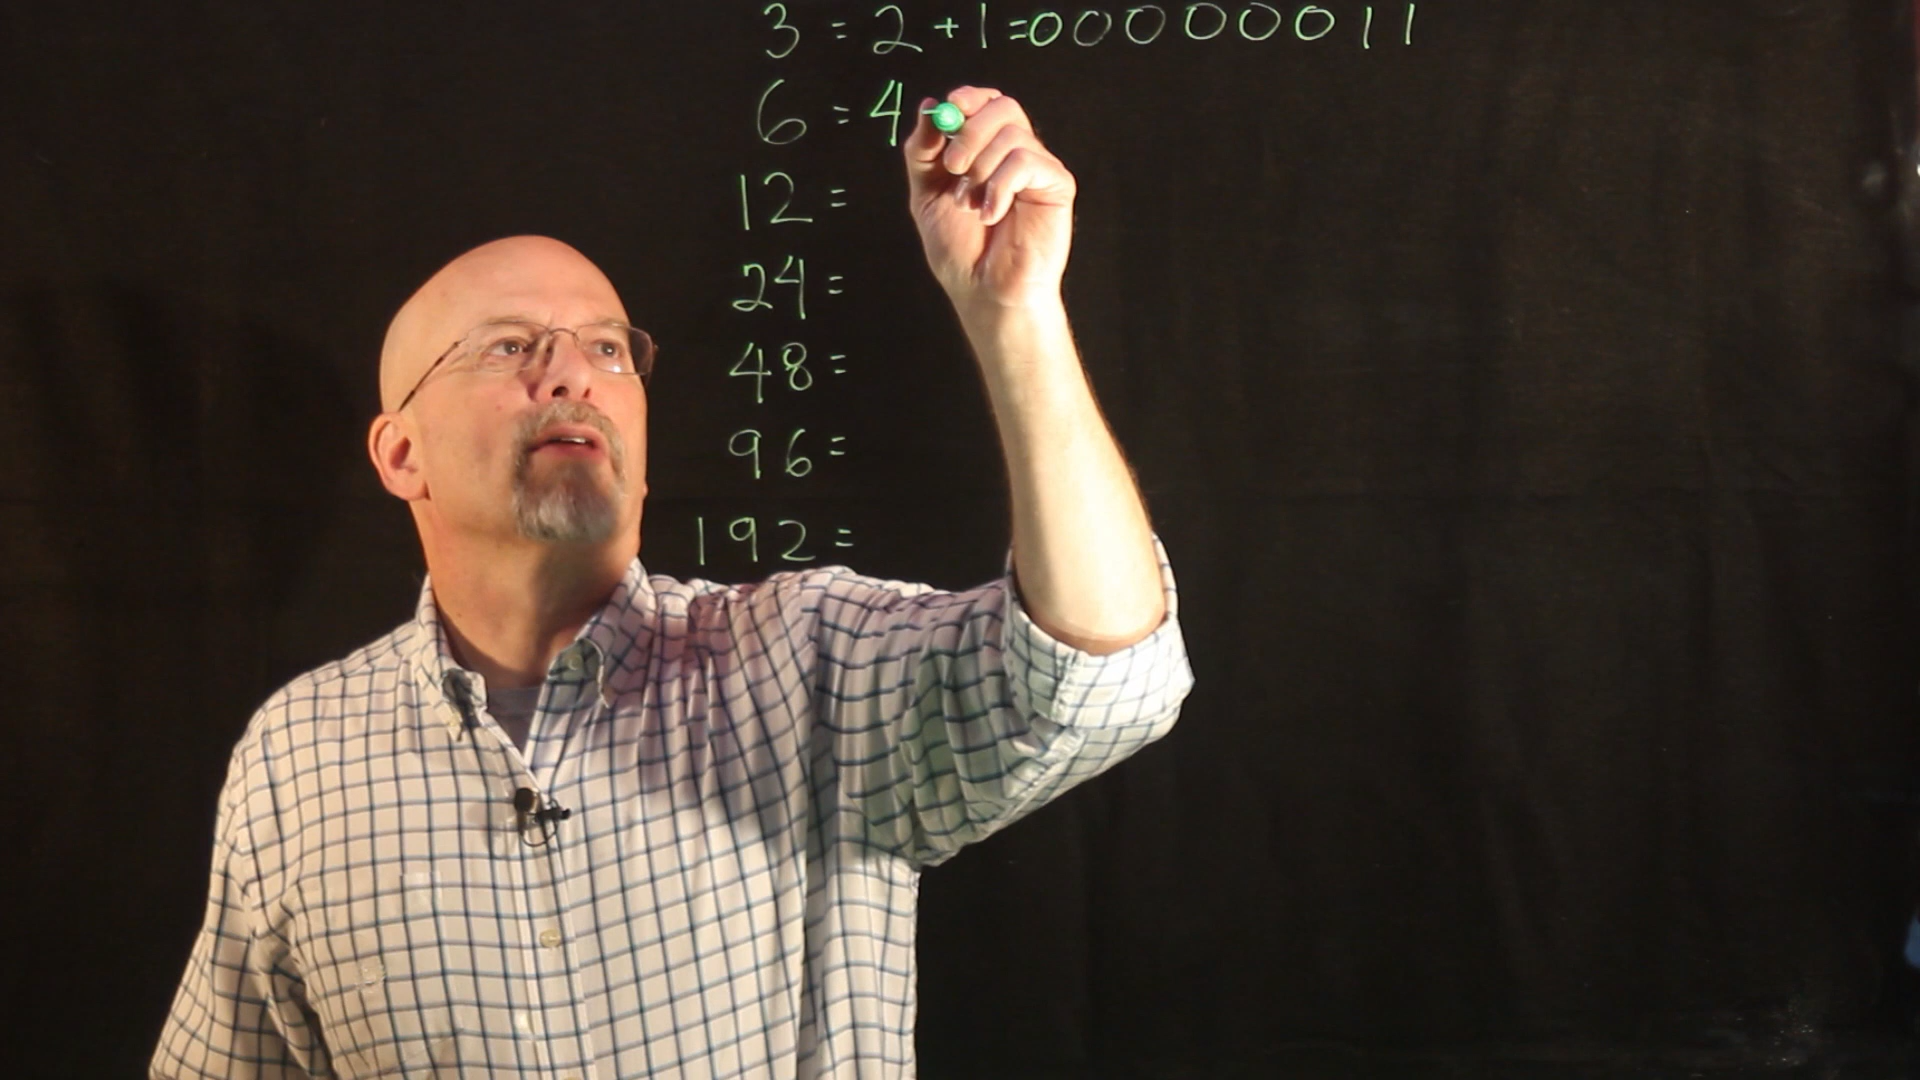 3 = 2 + 1 = 00000011
6 = 4
12 =
24 =
48 =
96 =
192 =